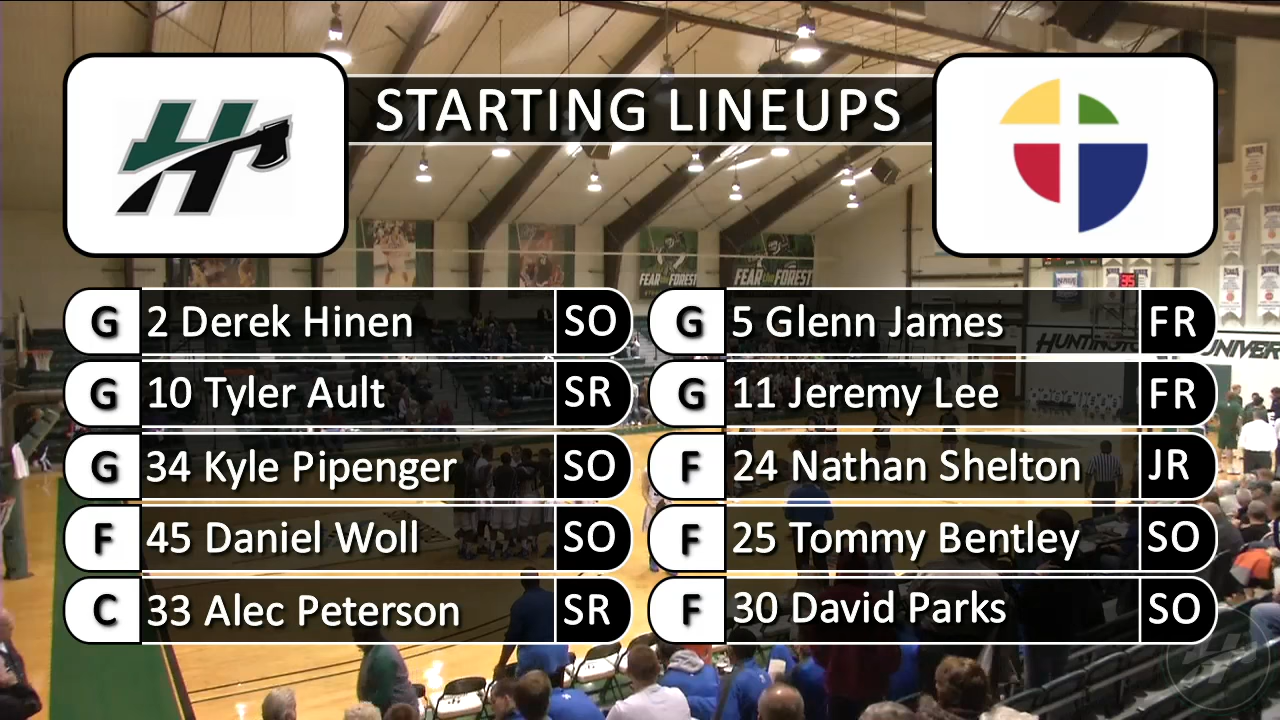 STARTING LINEUPS
G 2 Derek Hinen SO
G 10 Tyler Ault SR
G 34 Kyle Pipenger SO
F 45 Daniel Woll SO
C 33 Alec Peterson SR
G 5 Glenn James FR
G 11 Jeremy Lee FR
F 24 Nathan Shelton JR
F 25 Tommy Bentley SO
F 30 David Parks SO
FEAR the FOREST
FEAR the FOREST
35